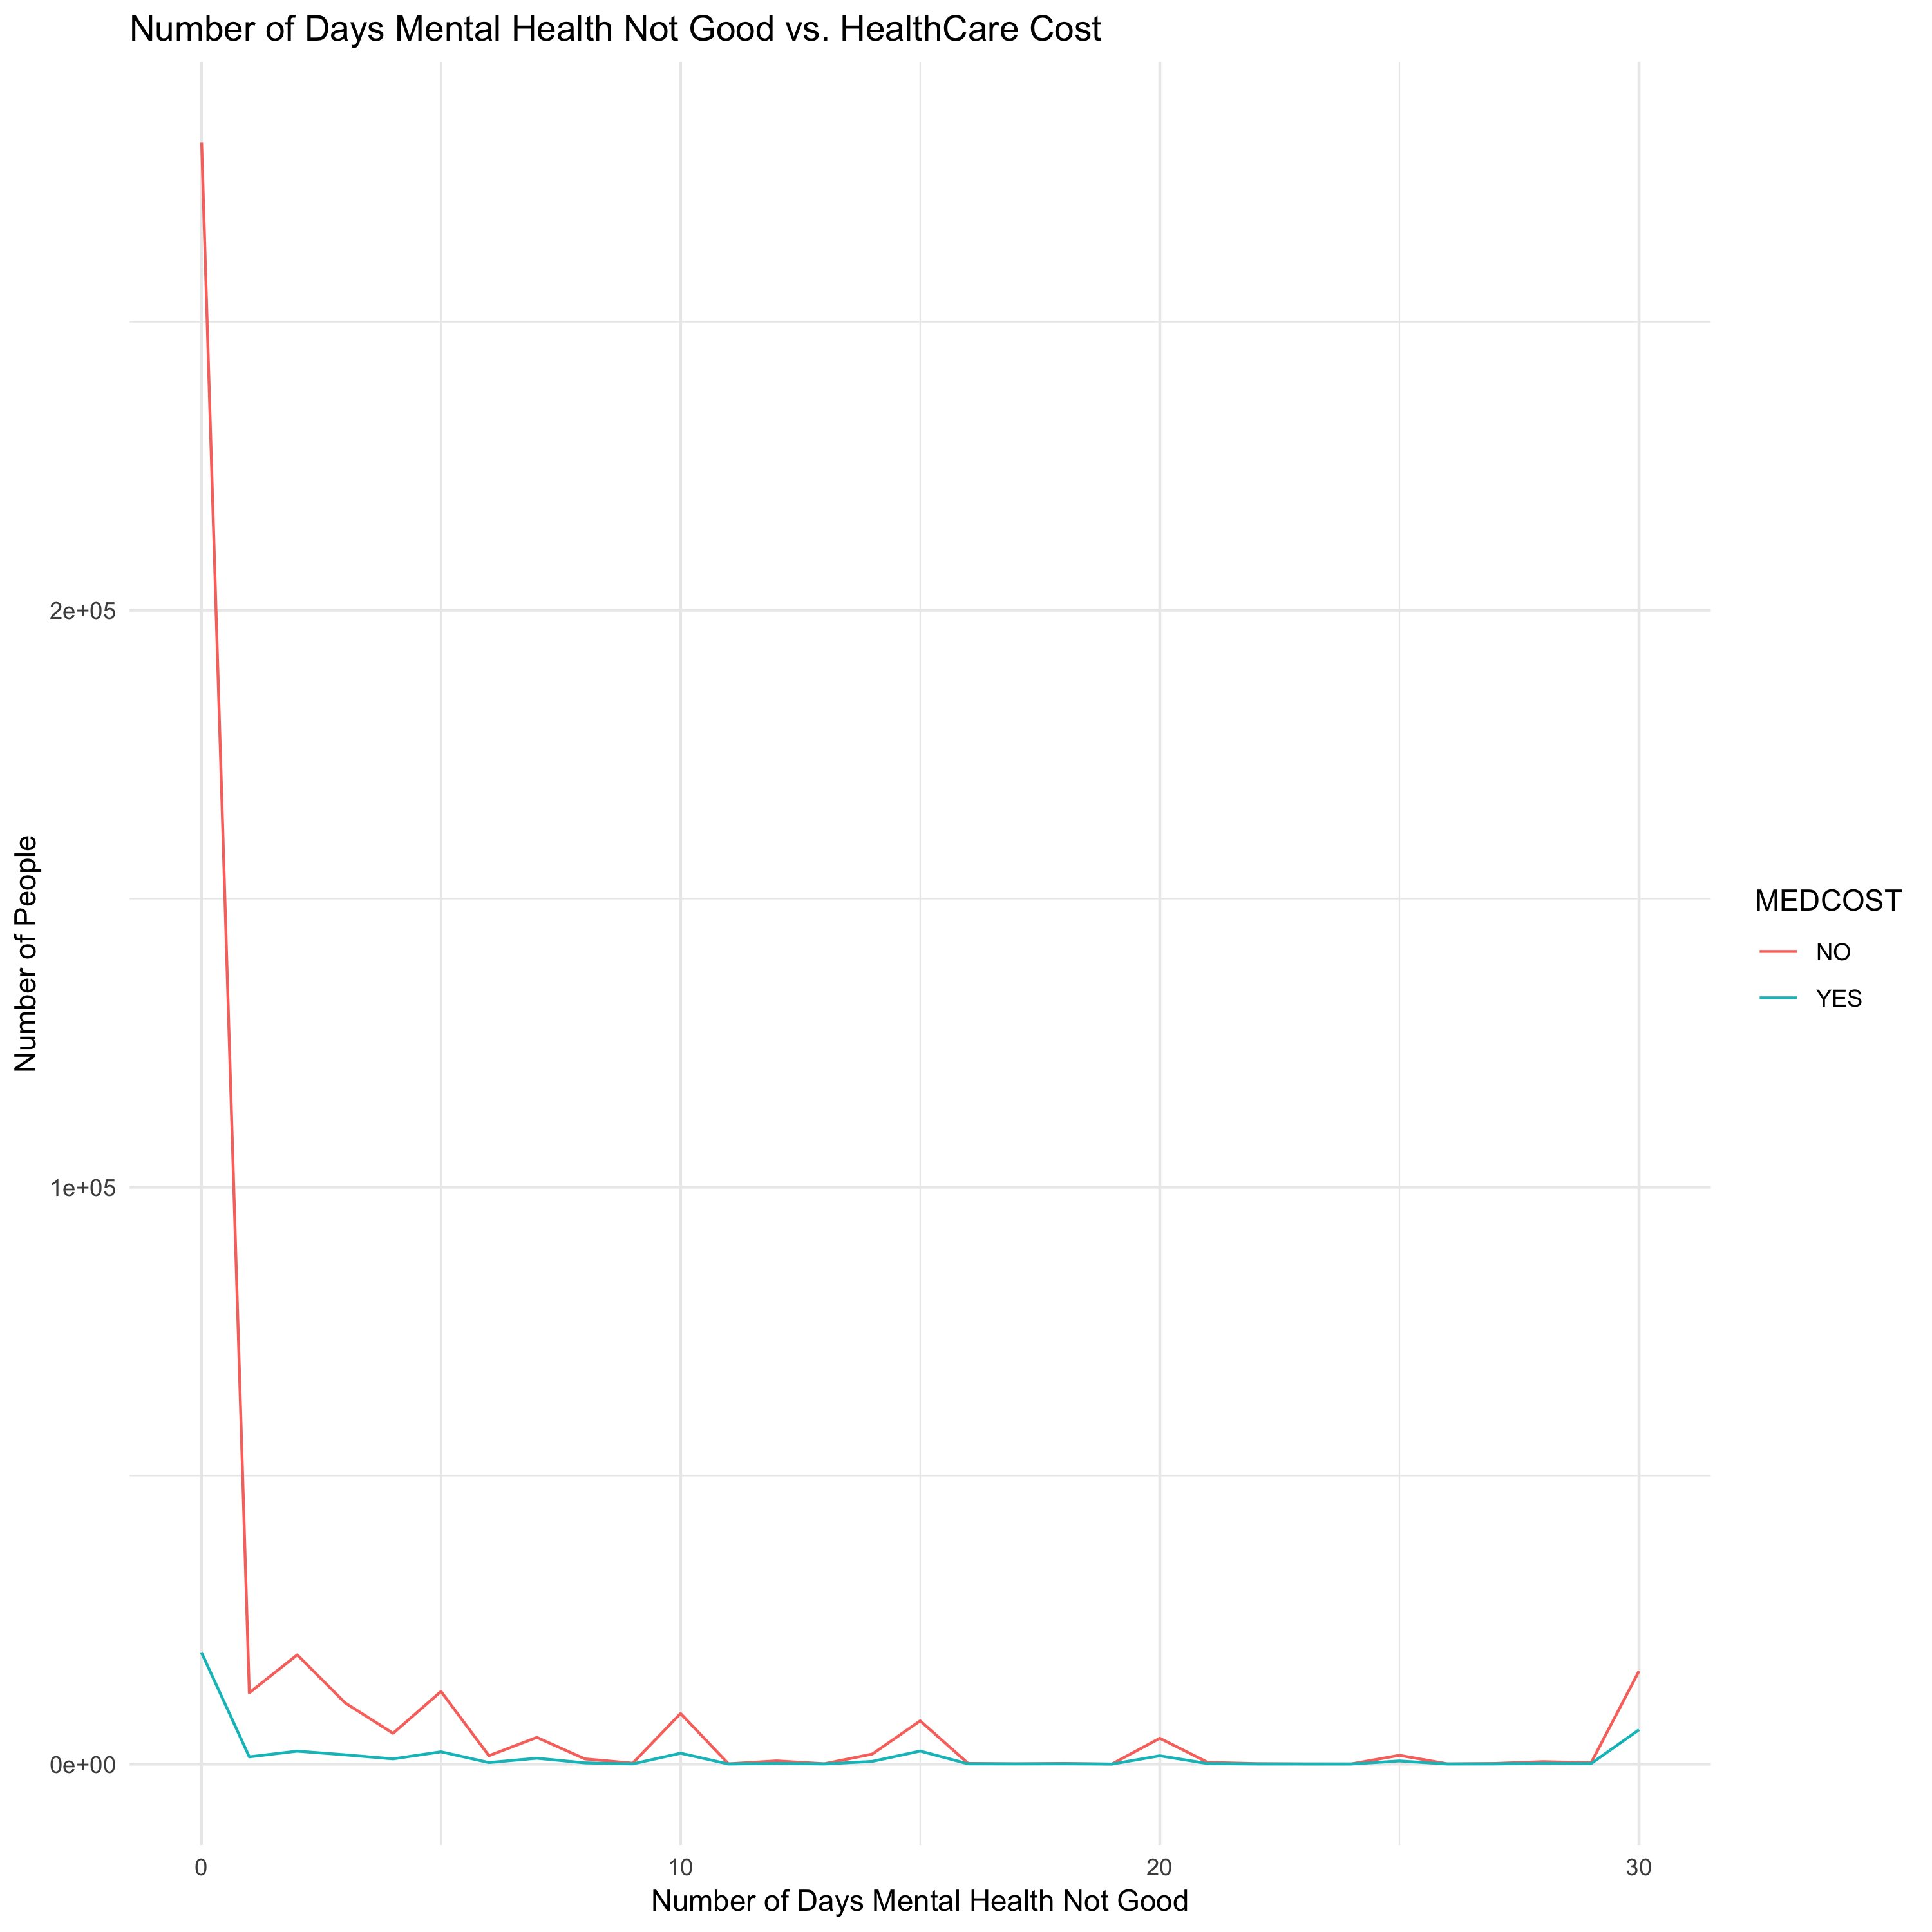 Number of Days Mental Health Not Good vs. HealthCare Cost
Number of People
2e+05
1e+05
0e+00
0
10
20
30
Number of Days Mental Health Not Good
MEDCOST
NO
YES